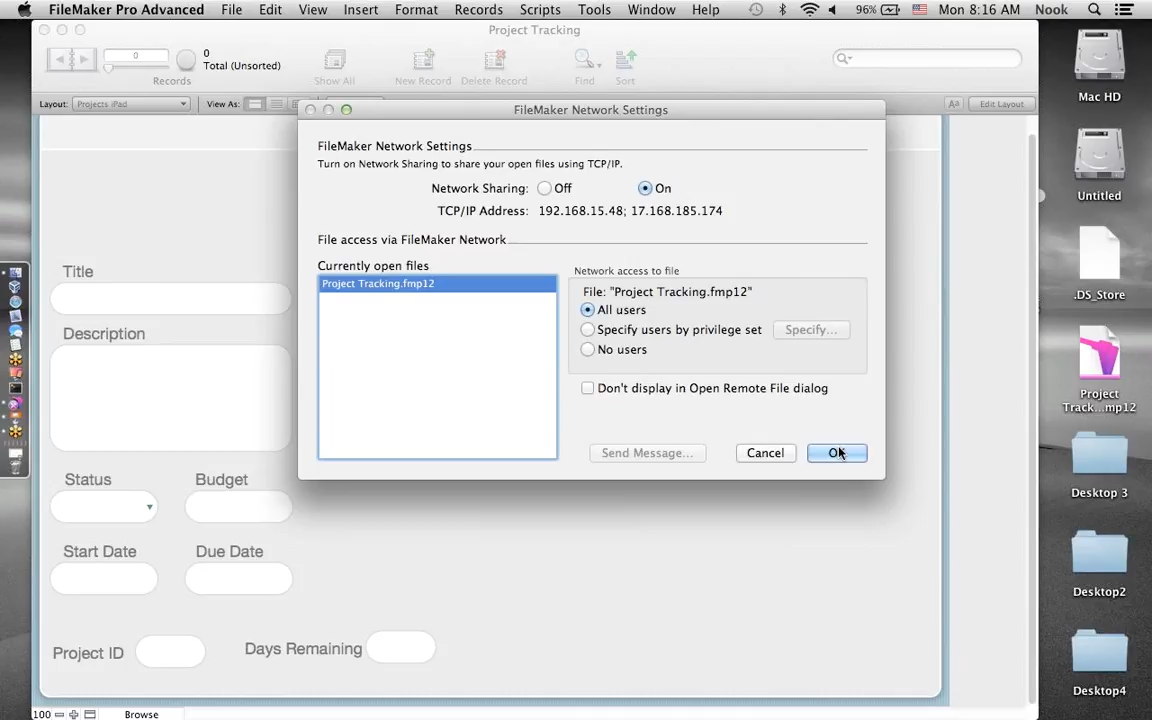 FileMaker Pro Advanced File Edit View Insert Format Records Scripts Tools Window Help 96% Mon 8:16 AM Nook
Project Tracking
0
0
Total (Unsorted)
Records
Show All
New Record
Delete Record
Find
Sort
Layout: Projects iPad
View As:
Aa
Edit Layout
FileMaker Network Settings
FileMaker Network Settings
Turn on Network Sharing to share your open files using TCP/IP.
Network Sharing: Off On
TCP/IP Address: 192.168.15.48; 17.168.185.174
File access via FileMaker Network
Currently open files
Project Tracking.fmp12
Network access to file
File: "Project Tracking.fmp12"
All users
Specify users by privilege set
Specify...
No users
Don't display in Open Remote File dialog
Send Message...
Cancel
OK
Title
Description
Status
Budget
Start Date
Due Date
Project ID
Days Remaining
100
Browse
Mac HD
Untitled
.DS_Store
Project
Track...mp12
Desktop 3
Desktop2
Desktop4